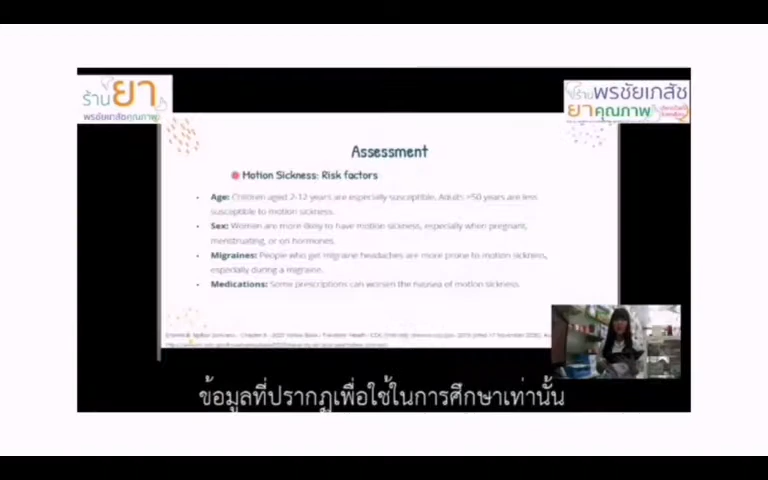 ร้านยา
พรชัยเภสัชคุณภาพ
ร้านพรชัยเภสัช
ยาคุณภาพ
Assessment
Motion Sickness: Risk factors
Age: Children aged 2-12 years are especially susceptible. Adults >50 years are less
susceptible to motion sickness.
Sex: Women are more likely to have motion sickness, especially when pregnant,
menstruating, or on hormones.
Migraines: People who get migraine headaches are more prone to motion sickness,
especially during a migraine.
Medications: Some prescriptions can worsen the nausea of motion sickness.
ข้อมูลที่ปรากฏเพื่อใช้ในการศึกษาเท่านั้น